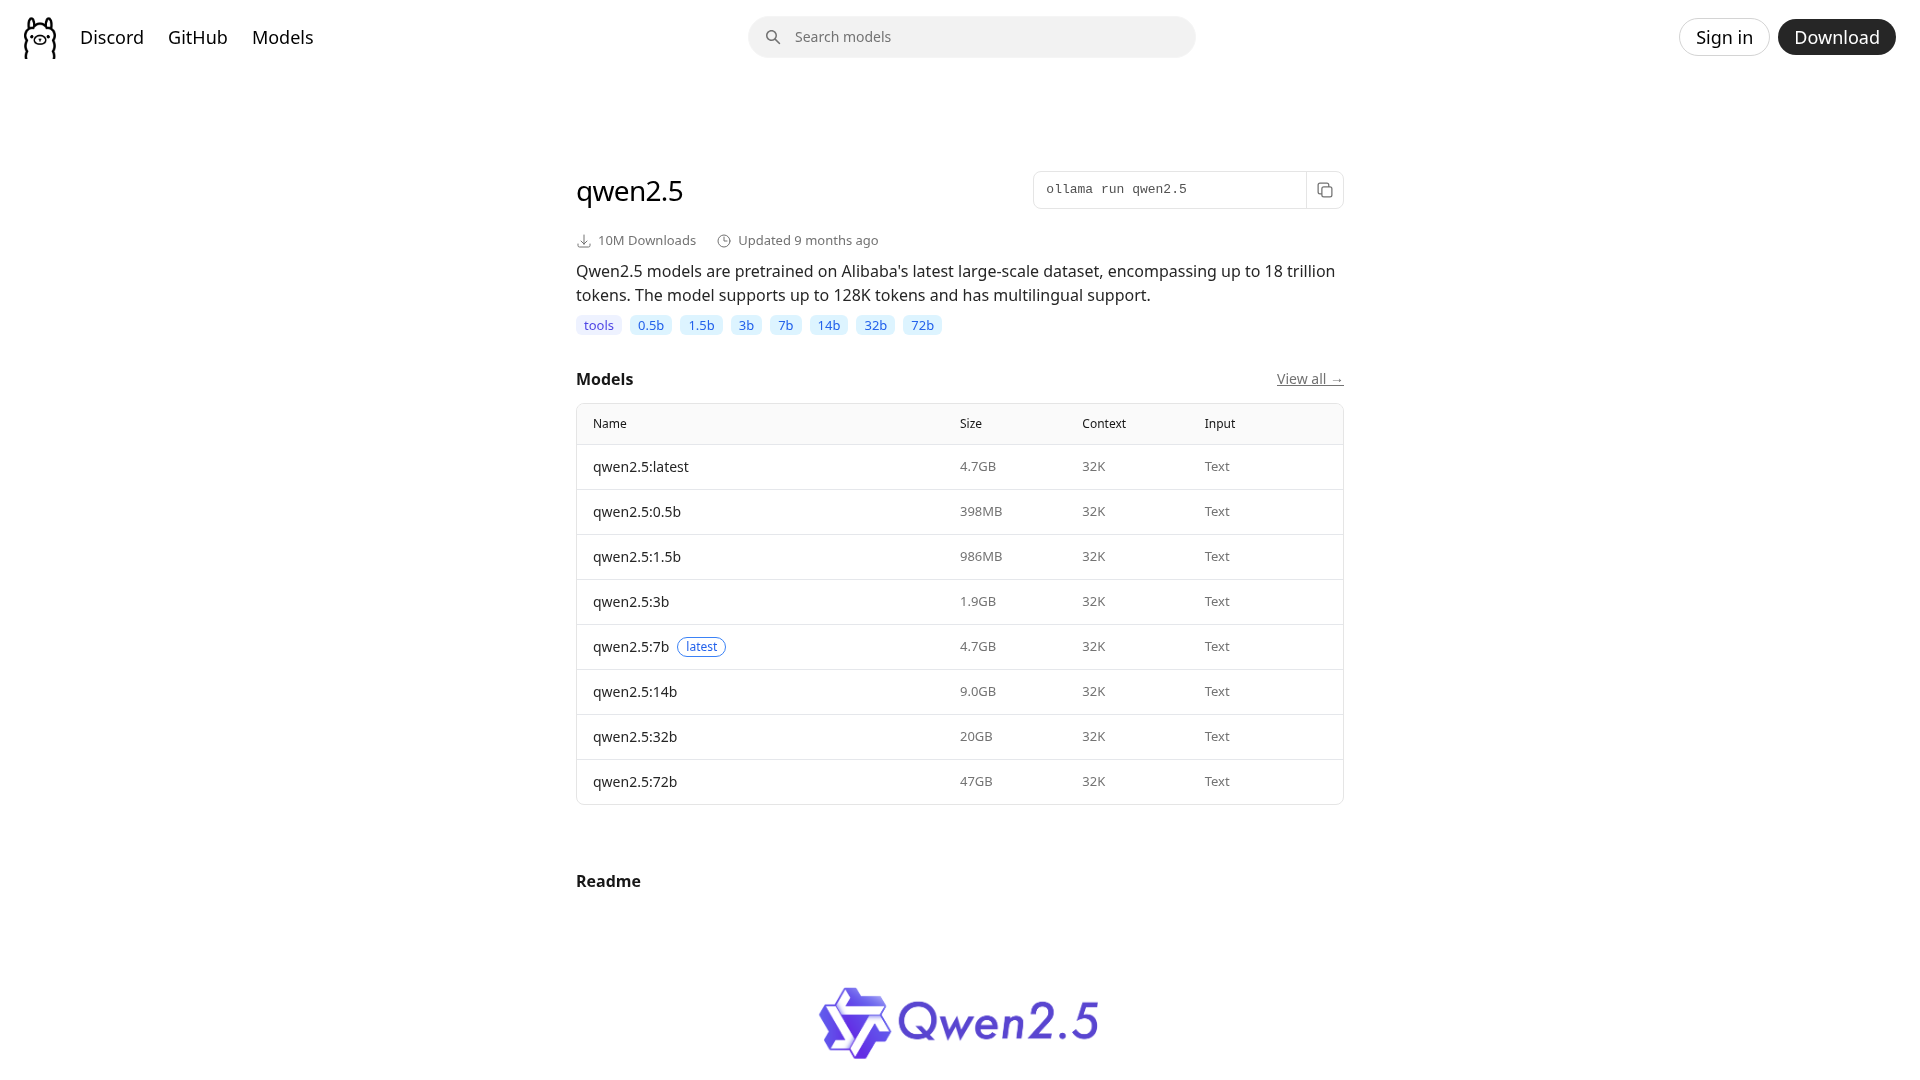 Discord GitHub Models Search models Sign in Download
qwen2.5 ollama run qwen2.5
10M Downloads Updated 9 months ago
Qwen2.5 models are pretrained on Alibaba's latest large-scale dataset, encompassing up to 18 trillion
tokens. The model supports up to 128K tokens and has multilingual support.
tools 0.5b 1.5b 3b 7b 14b 32b 72b
Models View all →
Name Size Context Input
qwen2.5:latest 4.7GB 32K Text
qwen2.5:0.5b 398MB 32K Text
qwen2.5:1.5b 986MB 32K Text
qwen2.5:3b 1.9GB 32K Text
qwen2.5:7b latest 4.7GB 32K Text
qwen2.5:14b 9.0GB 32K Text
qwen2.5:32b 20GB 32K Text
qwen2.5:72b 47GB 32K Text
Readme
Qwen2.5